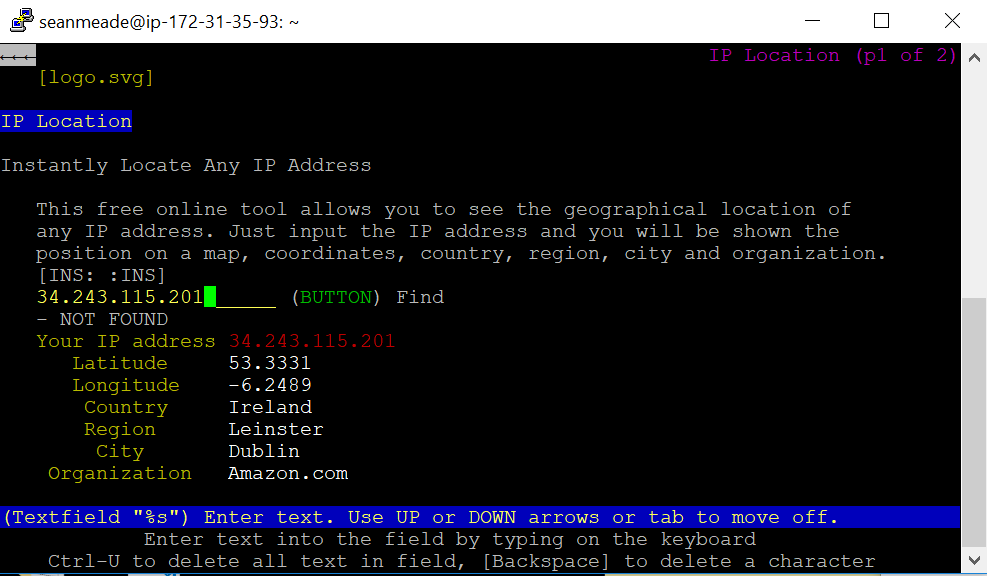 seanmeade@ip-172-31-35-93: ~
←←← IP Location (p1 of 2)
[logo.svg]
IP Location
Instantly Locate Any IP Address
This free online tool allows you to see the geographical location of
any IP address. Just input the IP address and you will be shown the
position on a map, coordinates, country, region, city and organization.
[INS: :INS]
34.243.115.201______ (BUTTON) Find
- NOT FOUND
Your IP address 34.243.115.201
Latitude 53.3331
Longitude -6.2489
Country Ireland
Region Leinster
City Dublin
Organization Amazon.com
(Textfield "%s") Enter text. Use UP or DOWN arrows or tab to move off.
Enter text into the field by typing on the keyboard
Ctrl-U to delete all text in field, [Backspace] to delete a character